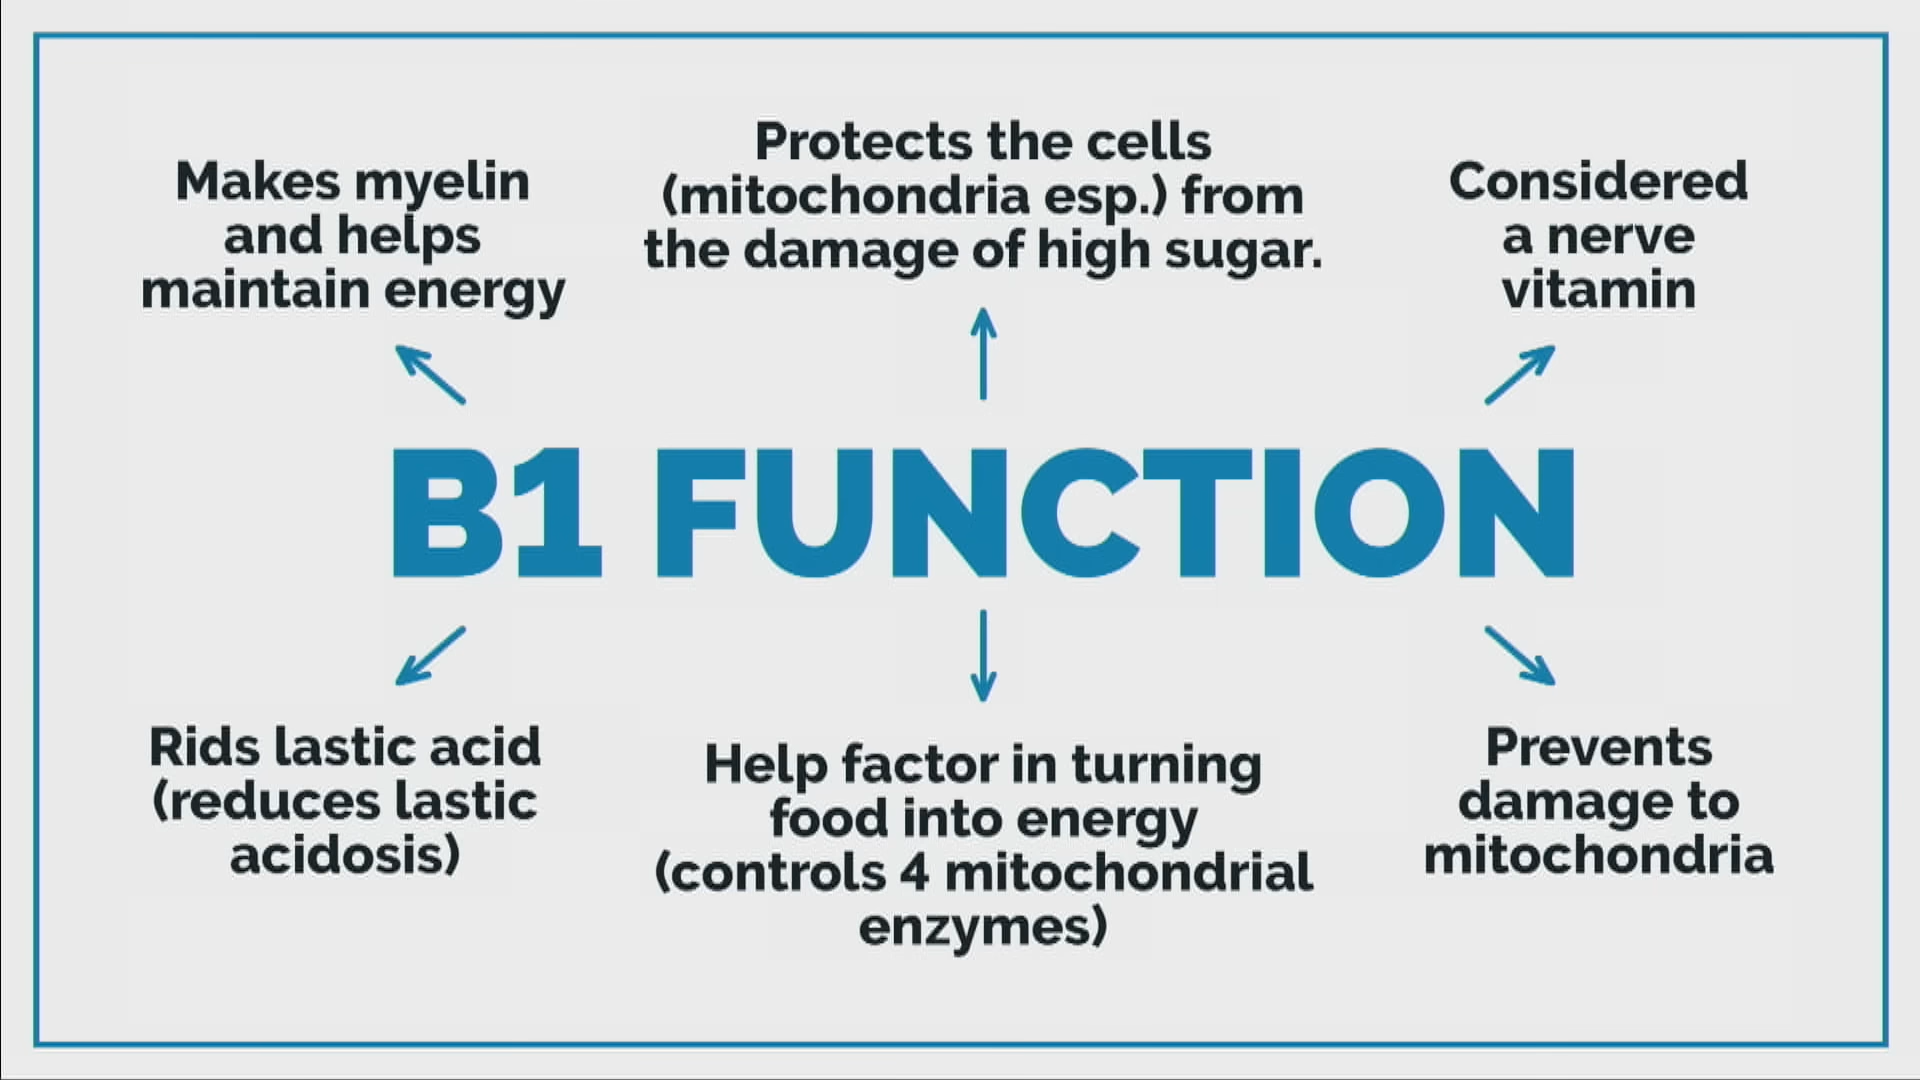 Makes myelin
and helps
maintain energy
Protects the cells
(mitochondria esp.) from
the damage of high sugar.
Considered
a nerve
vitamin
B1 FUNCTION
Rids lastic acid
(reduces lastic
acidosis)
Help factor in turning
food into energy
(controls 4 mitochondrial
enzymes)
Prevents
damage to
mitochondria